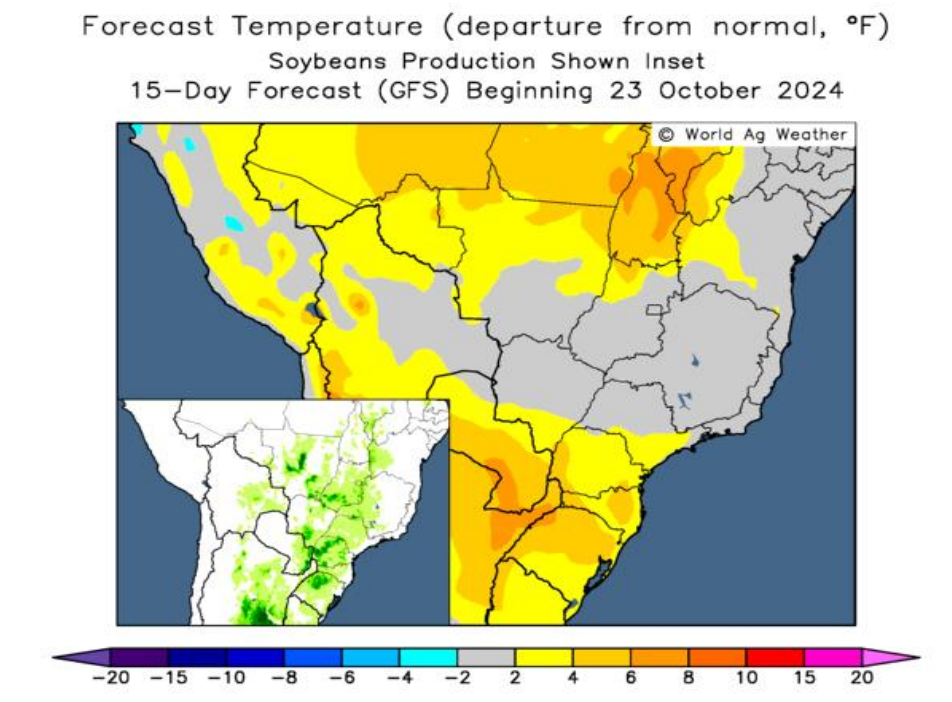 Forecast Temperature (departure from normal, °F)
Soybeans Production Shown Inset
15-Day Forecast (GFS) Beginning 23 October 2024
© World Ag Weather
-20 -15 -10 -8 -6 -4 -2 2 4 6 8 10 15 20